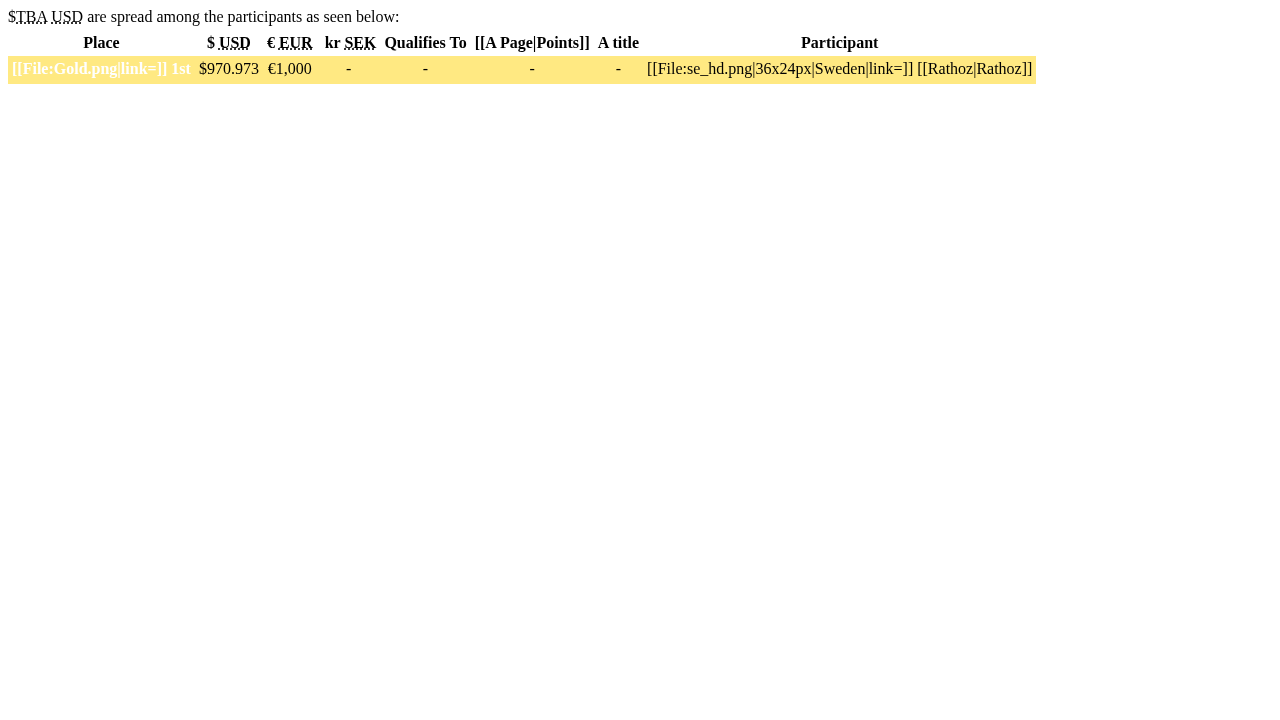 $TBA USD are spread among the participants as seen below:
Place $ USD € EUR kr SEK Qualifies To [[A Page|Points]] A title Participant
[[File:Gold.png|link=]] 1st $970.973 €1,000 - - - - [[File:se_hd.png|36x24px|Sweden|link=]] [[Rathoz|Rathoz]]